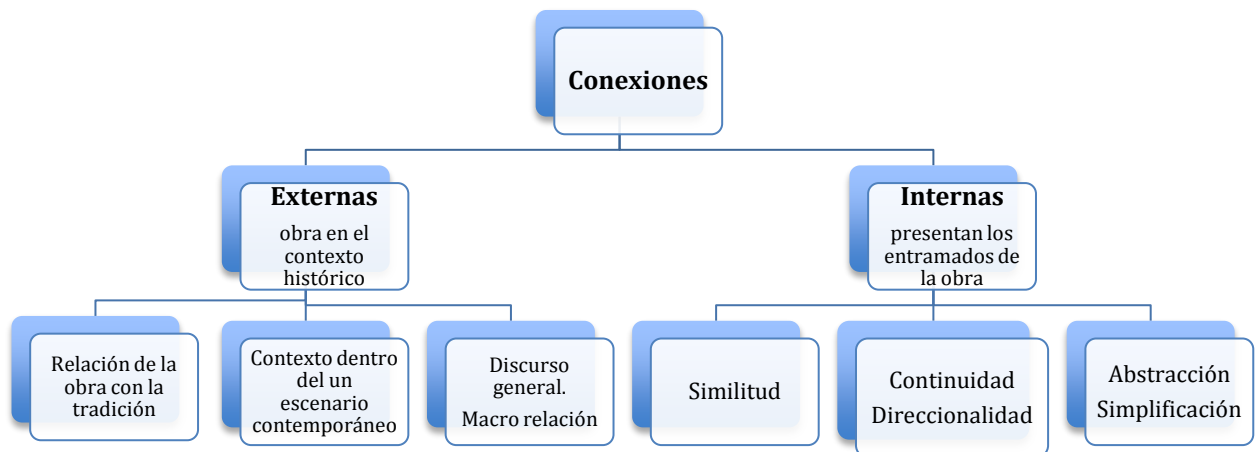 Conexiones
Externas
obra en el
contexto
histórico
Internas
presentan los
entramados de
la obra
Relación de la
obra con la
tradición
Contexto dentro
del un
escenario
contemporáneo
Discurso
general.
Macro relación
Similitud
Continuidad
Direccionalidad
Abstracción
Simplificación